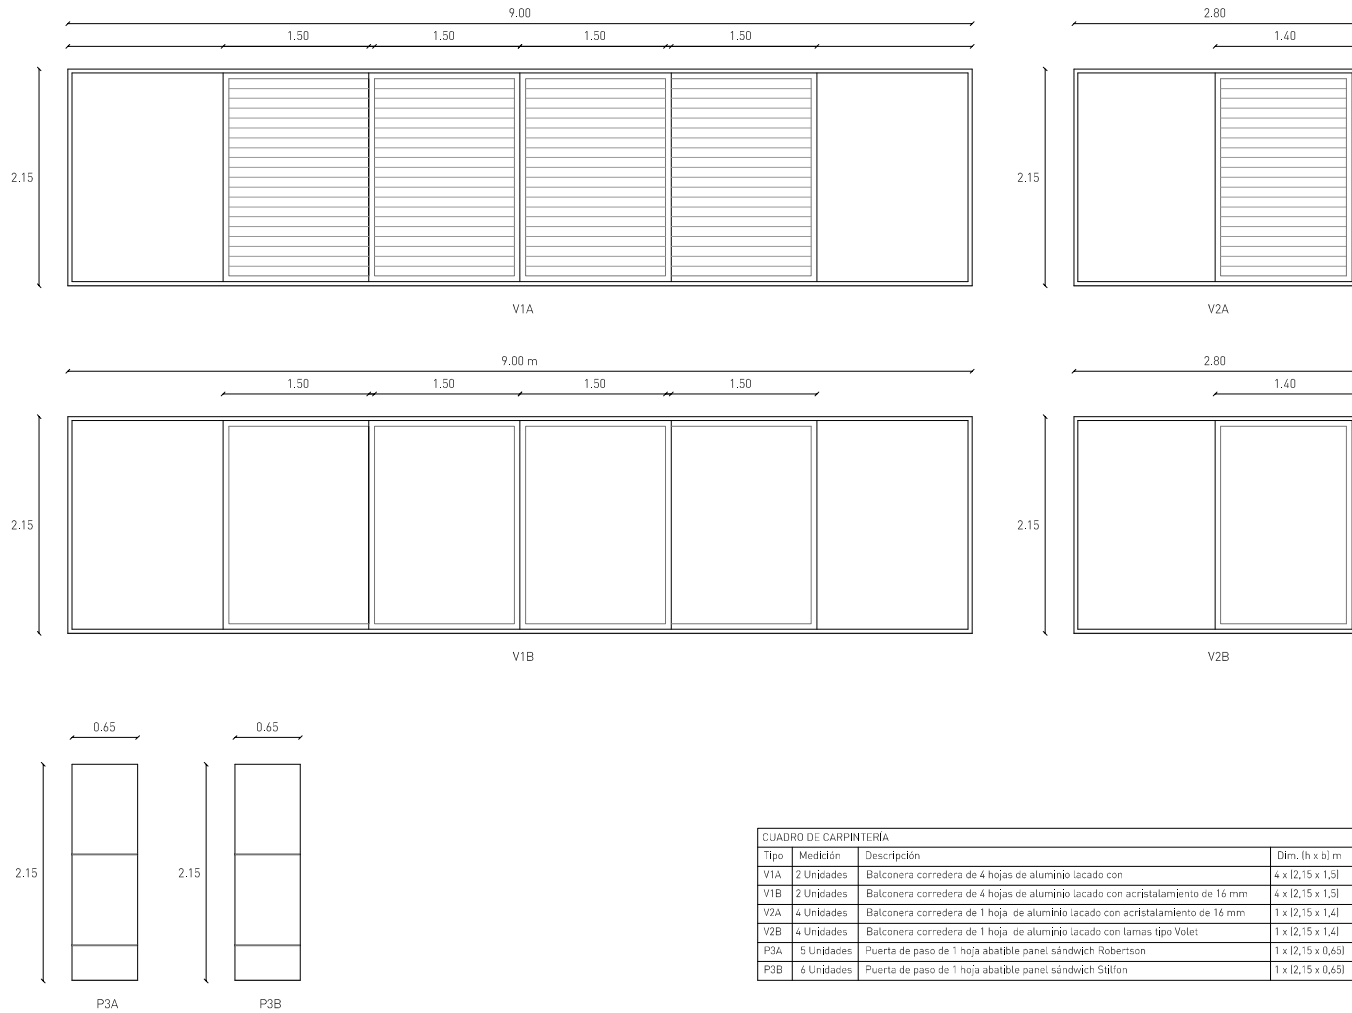 9.00
2.80
1.50 1.50 1.50 1.50
1.40
2.15
2.15
V1A
V2A
9.00 m
2.80
1.50 1.50 1.50 1.50
1.40
2.15
2.15
V1B
V2B
0.65
0.65
2.15
2.15
P3A
P3B
CUADRO DE CARPINTERÍA
Tipo Medición Descripción Dim. (h x b) m
V1A 2 Unidades Balconera corredera de 4 hojas de aluminio lacado con 4 x (2,15 x 1,5)
V1B 2 Unidades Balconera corredera de 4 hojas de aluminio lacado con acristalamiento de 16 mm 4 x (2,15 x 1,5)
V2A 4 Unidades Balconera corredera de 1 hoja de aluminio lacado con acristalamiento de 16 mm 1 x (2,15 x 1,4)
V2B 4 Unidades Balconera corredera de 1 hoja de aluminio lacado con lamas tipo Volet 1 x (2,15 x 1,4)
P3A 5 Unidades Puerta de paso de 1 hoja abatible panel sándwich Robertson 1 x (2,15 x 0,65)
P3B 6 Unidades Puerta de paso de 1 hoja abatible panel sándwich Stilfon 1 x (2,15 x 0,65)